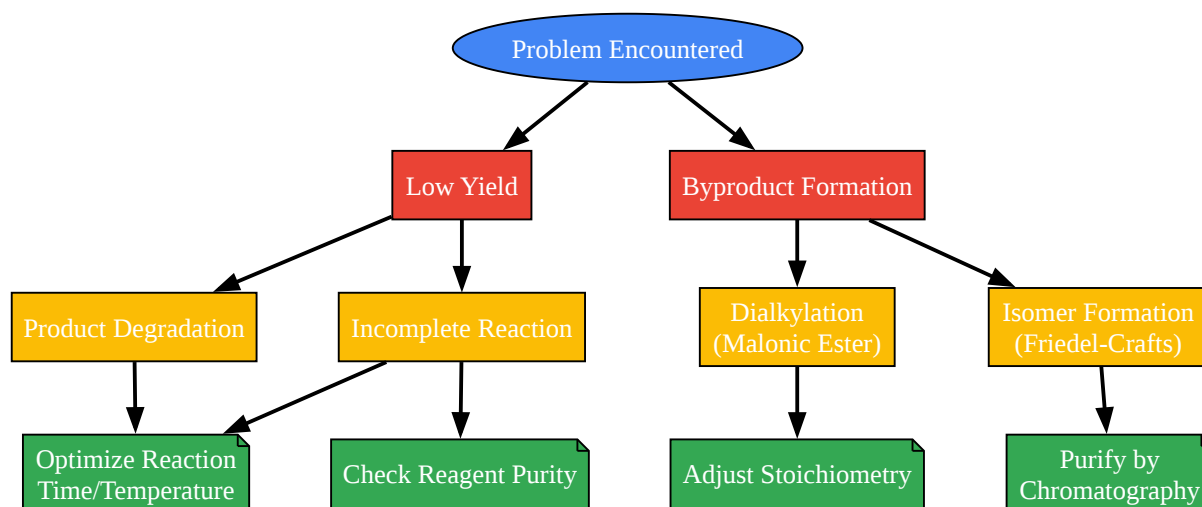 Problem Encountered
Low Yield
Byproduct Formation
Product Degradation
Incomplete Reaction
Dialkylation
(Malonic Ester)
Isomer Formation
(Friedel-Crafts)
Optimize Reaction
Time/Temperature
Check Reagent Purity
Adjust Stoichiometry
Purify by
Chromatography